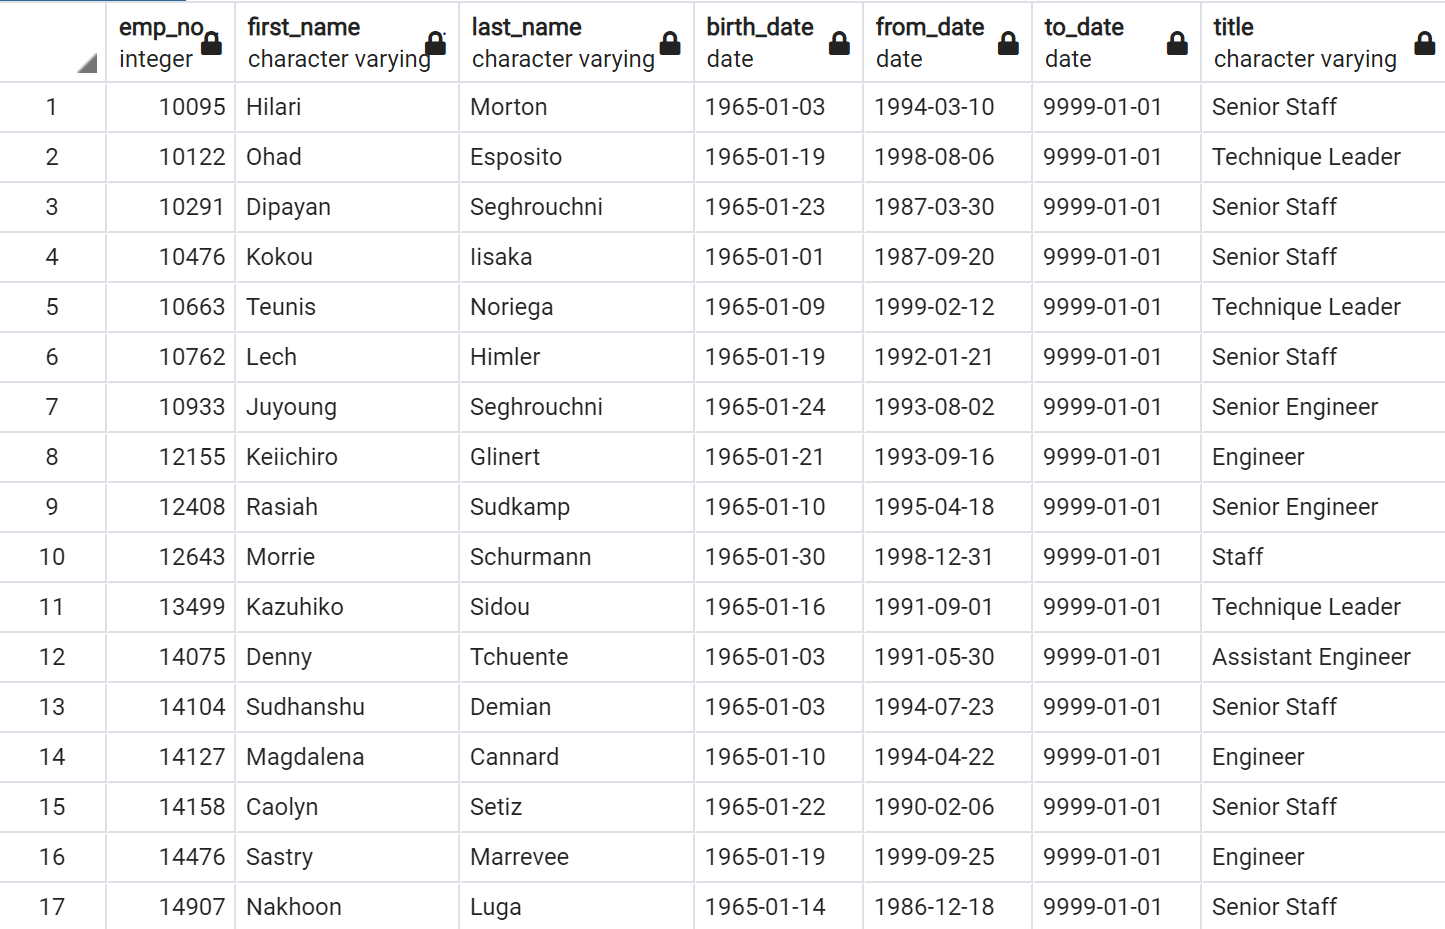 emp_no first_name last_name birth_date from_date to_date title
integer character varying character varying date date date character varying
1 10095 Hilari Morton 1965-01-03 1994-03-10 9999-01-01 Senior Staff
2 10122 Ohad Esposito 1965-01-19 1998-08-06 9999-01-01 Technique Leader
3 10291 Dipayan Seghrouchni 1965-01-23 1987-03-30 9999-01-01 Senior Staff
4 10476 Kokou Iisaka 1965-01-01 1987-09-20 9999-01-01 Senior Staff
5 10663 Teunis Noriega 1965-01-09 1999-02-12 9999-01-01 Technique Leader
6 10762 Lech Himler 1965-01-19 1992-01-21 9999-01-01 Senior Staff
7 10933 Juyoung Seghrouchni 1965-01-24 1993-08-02 9999-01-01 Senior Engineer
8 12155 Keiichiro Glinert 1965-01-21 1993-09-16 9999-01-01 Engineer
9 12408 Rasiah Sudkamp 1965-01-10 1995-04-18 9999-01-01 Senior Engineer
10 12643 Morrie Schurmann 1965-01-30 1998-12-31 9999-01-01 Staff
11 13499 Kazuhiko Sidou 1965-01-16 1991-09-01 9999-01-01 Technique Leader
12 14075 Denny Tchuente 1965-01-03 1991-05-30 9999-01-01 Assistant Engineer
13 14104 Sudhanshu Demian 1965-01-03 1994-07-23 9999-01-01 Senior Staff
14 14127 Magdalena Cannard 1965-01-10 1994-04-22 9999-01-01 Engineer
15 14158 Caolyn Setiz 1965-01-22 1990-02-06 9999-01-01 Senior Staff
16 14476 Sastry Marrevee 1965-01-19 1999-09-25 9999-01-01 Engineer
17 14907 Nakhoon Luga 1965-01-14 1986-12-18 9999-01-01 Senior Staff